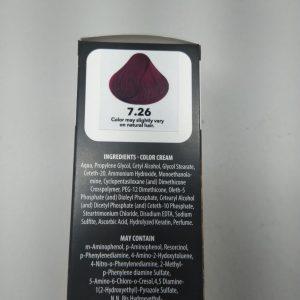 7.26
Color may slightly vary
on natural hair.
INGREDIENTS - COLOR CREAM
Aqua, Propylene Glycol, Cetyl Alcohol, Glycol Stearate,
Ceteth-20, Ammonium Hydroxide, Monoethanola-
mine, Cyclopentasiloxane (and) Dimethicone
Crosspolymer, PEG-12 Dimethicone, Oleth-5
Phosphate (and) Dioleyl Phosphate, Cetearyl Alcohol
(and) Dicetyl Phosphate (and) Ceteth-10 Phosphate,
Steartrimonium Chloride, Disodium EDTA, Sodium
Sulfite, Ascorbic Acid, Hydrolyzed Keratin, Perfume.
MAY CONTAIN
m-Aminophenol, p-Aminophenol, Resorcinol,
p-Phenylenediamine, 4-Amino-2-Hydroxytoluene,
4-Nitro-o-Phenylenediamine, 2-Methyl-p-
Phenylene diamine Sulfate,
5-Amino-6-Chloro-o-Cresol, 4,5 Diamino-
1(2-Hydroxyethyl)-Pyrazole Sulfate,
N,N, Bis Hydroxyethyl-